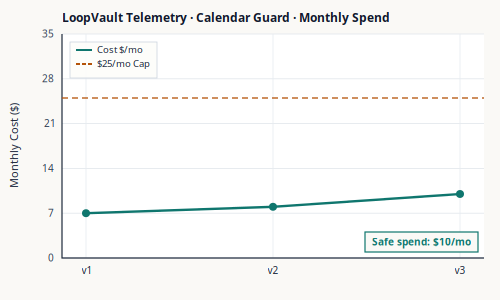 LoopVault Telemetry · Calendar Guard · Monthly Spend
Monthly Cost ($)
35
28
21
14
7
0
Cost $/mo
$25/mo Cap
Safe spend: $10/mo
v1
v2
v3